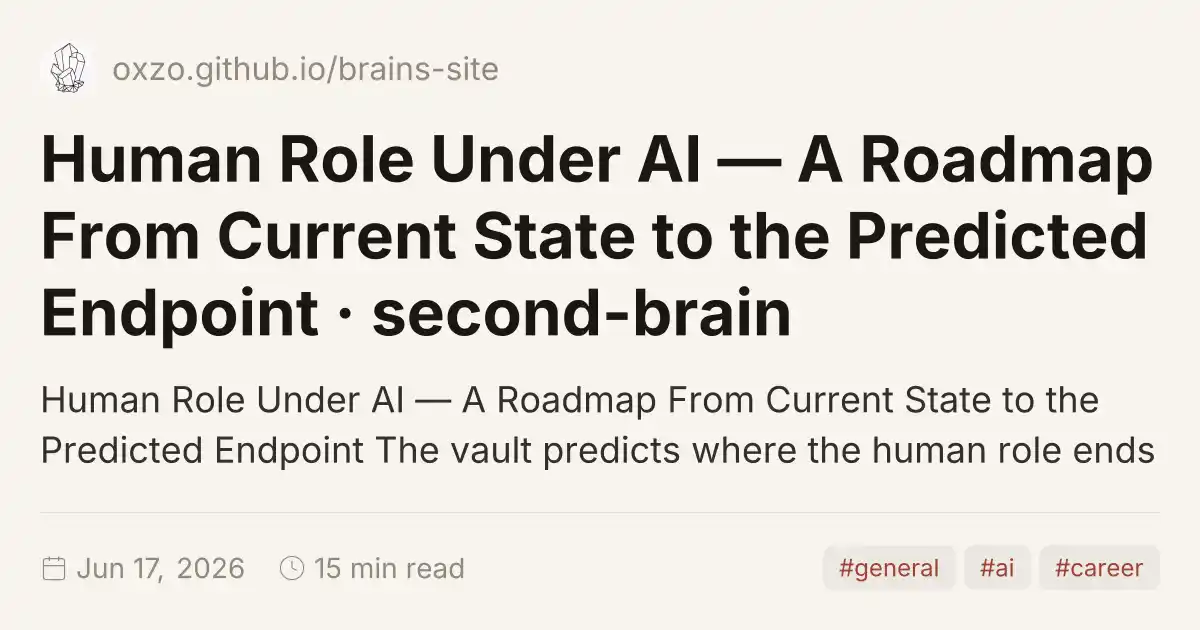 oxzo.github.io/brains-site
Human Role Under AI — A Roadmap
From Current State to the Predicted
Endpoint · second-brain
Human Role Under AI — A Roadmap From Current State to the
Predicted Endpoint The vault predicts where the human role ends
Jun 17, 2026 15 min read #general #ai #career